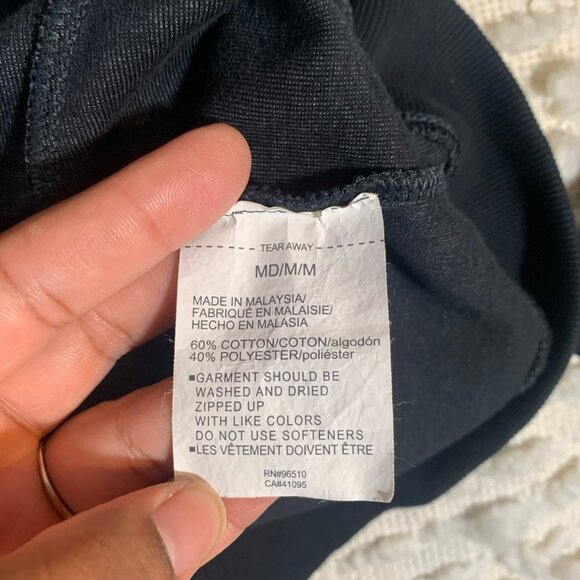 TEAR AWAY
MD/M/M
MADE IN MALAYSIA/
FABRIQUÉ EN MALAISIE/
HECHO EN MALASIA
60% COTTON/COTON/algodón
40% POLYESTER/poliéster
▪GARMENT SHOULD BE
WASHED AND DRIED
ZIPPED UP
WITH LIKE COLORS
DO NOT USE SOFTENERS
▪LES VÊTEMENT DOIVENT ÊTRE
RN#96510
CA#41095